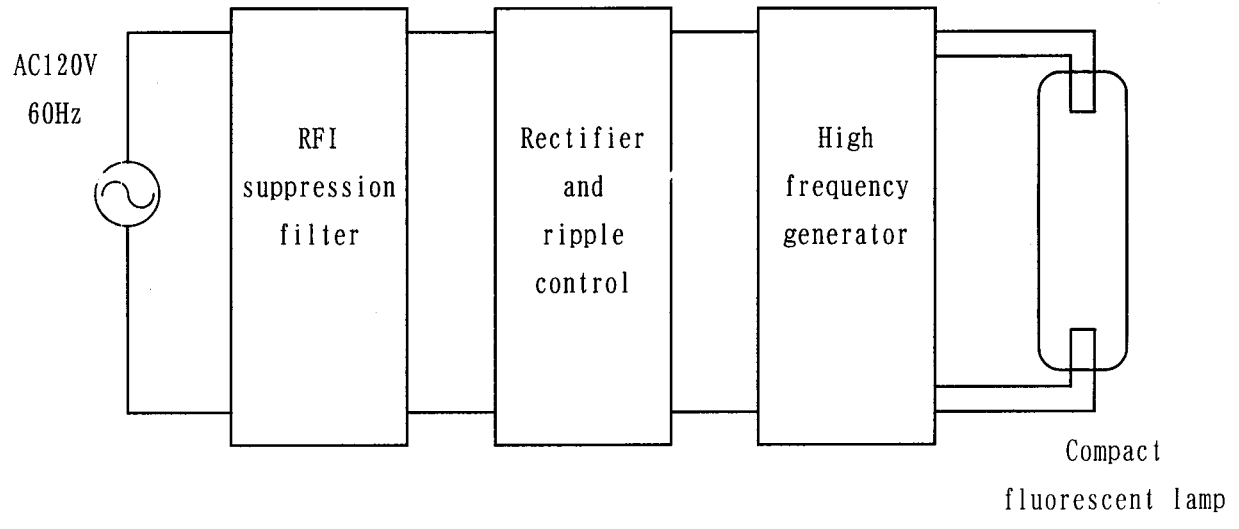 AC120V
60Hz
RFI
suppression
filter
Rectifier
and
ripple
control
High
frequency
generator
Compact
fluorescent lamp